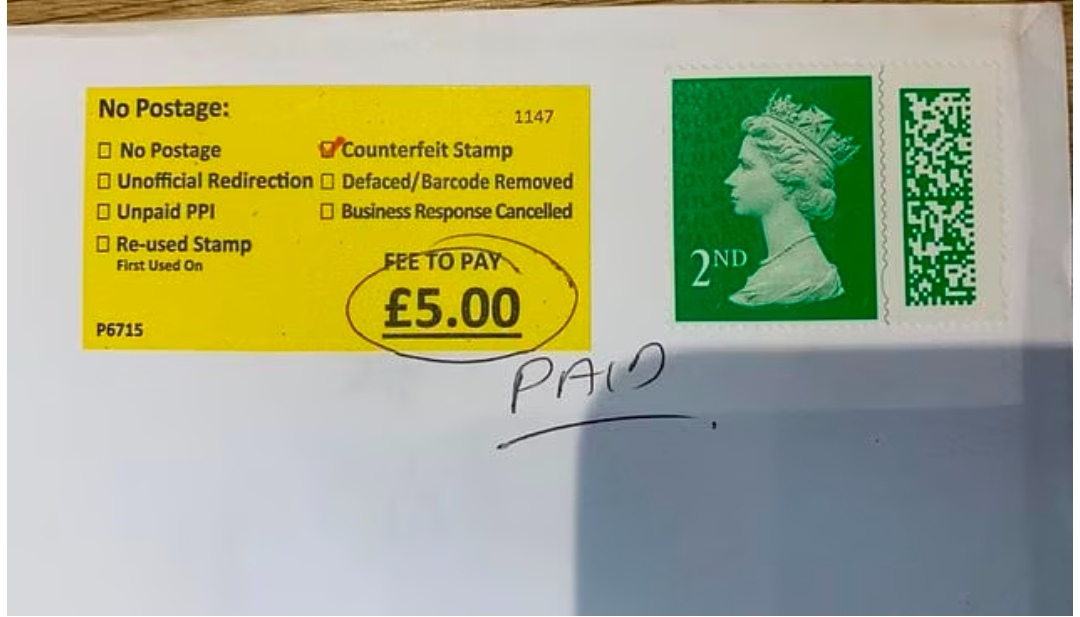 No Postage:
1147
No Postage
Counterfeit Stamp
Unofficial Redirection
Defaced/Barcode Removed
Unpaid PPI
Business Response Cancelled
Re-used Stamp
First Used On
FEE TO PAY
£5.00
P6715
PAID
2ND